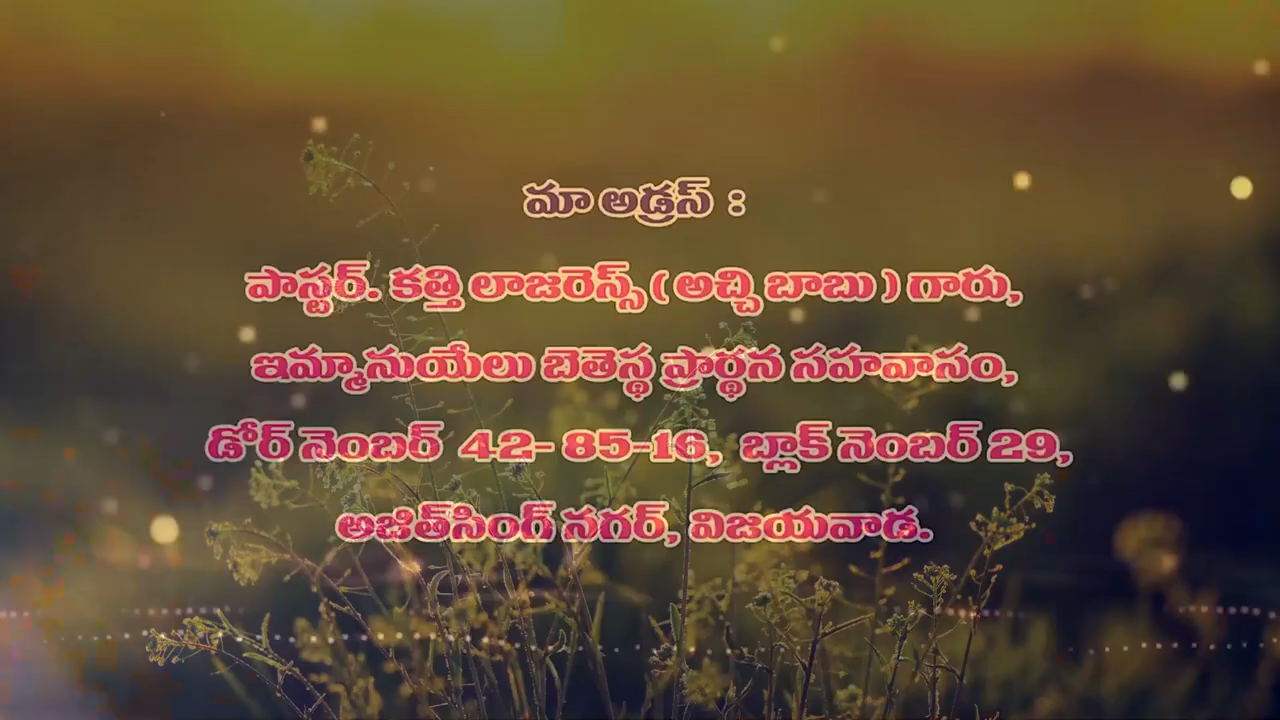 మా అడ్రస్ :
పాస్టర్. కత్తి లాజరెన్స్ ( అచ్చి బాబు ) గారు,
ఇమ్మానుయేలు బెతెస్థ ప్రార్థన సహవాసం,
డోర్ నెంబర్ 42- 85-16, బ్లాక్ నెంబర్ 29,
అజిత్‌సింగ్ నగర్, విజయవాడ.